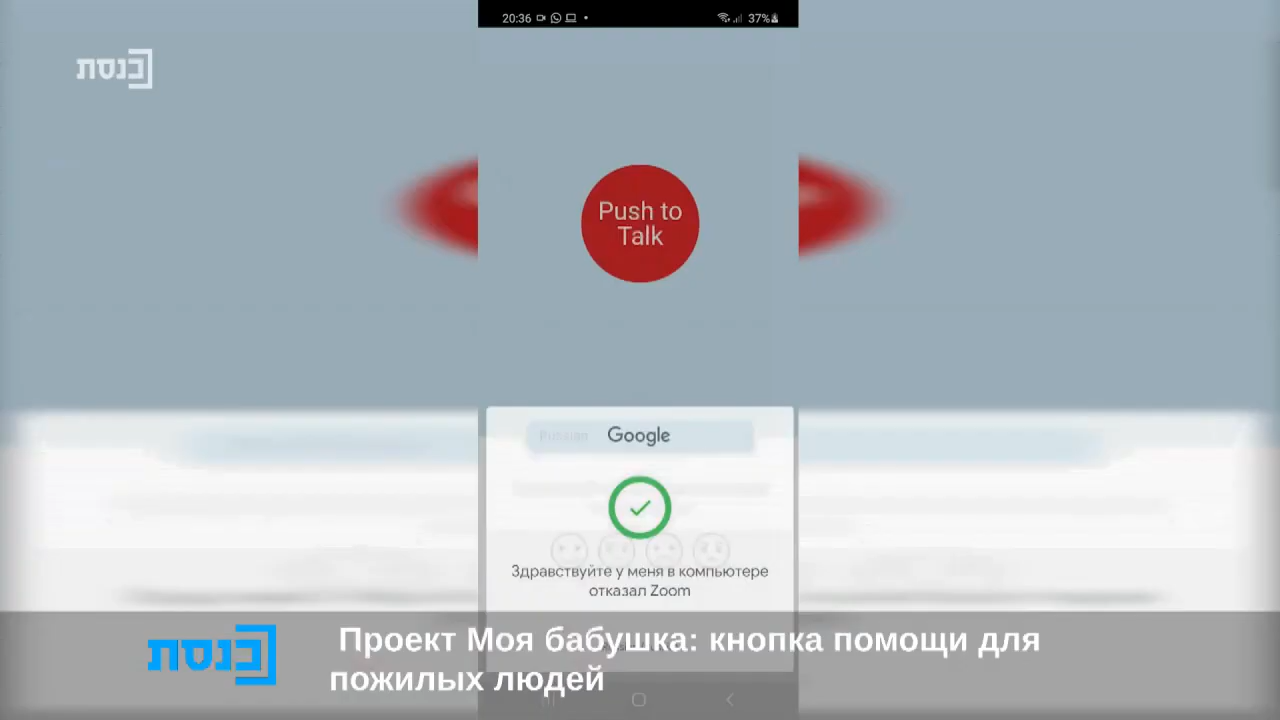 20:36
37%
כנסת
Push to
Talk
Russian
Google
Здравствуйте у меня в компьютере
отказал Zoom
כנסת
Проект Моя бабушка: кнопка помощи для
пожилых людей